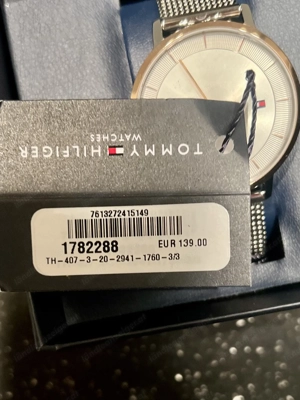 TOMMY HILFIGER
WATCHES
7613272415149
1782288 EUR 139.00
TH-407-3-20-2941-1760-3/3